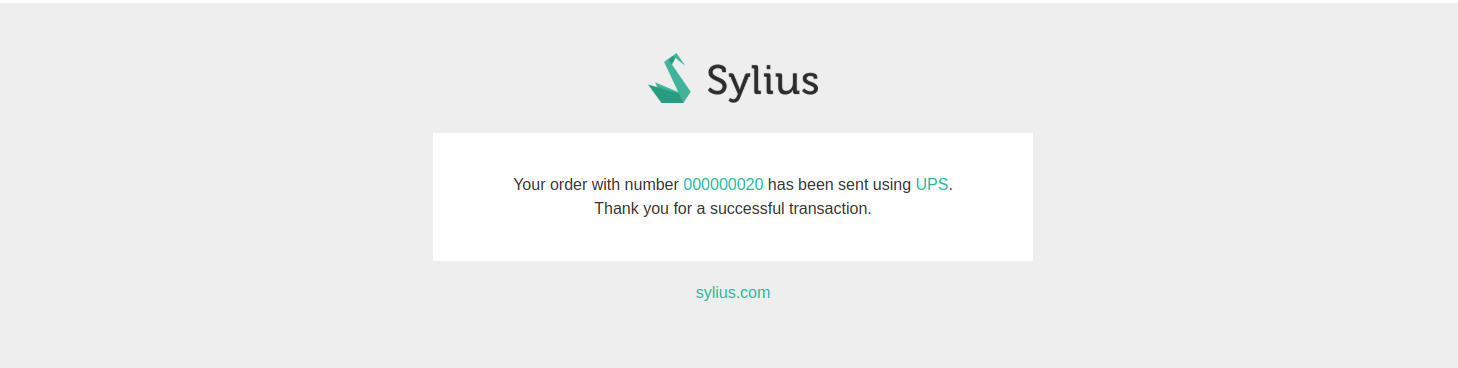 Sylius
Your order with number 000000020 has been sent using UPS.
Thank you for a successful transaction.
sylius.com